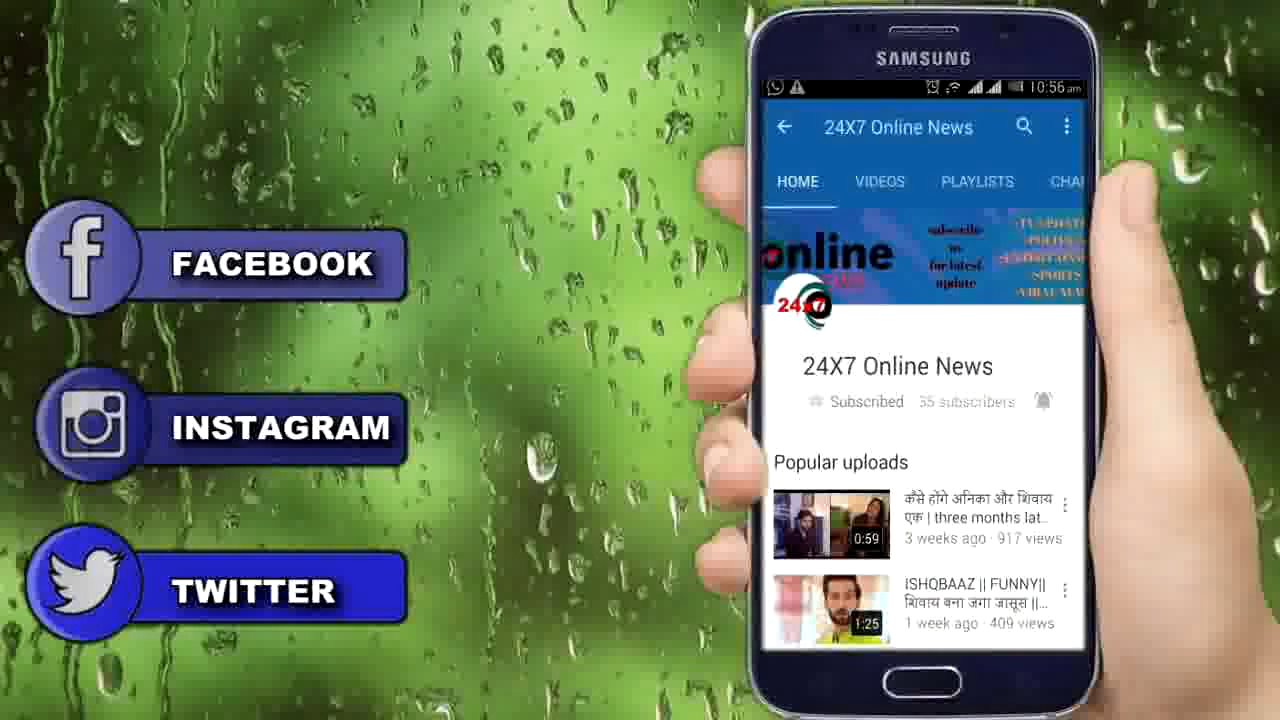 FACEBOOK
INSTAGRAM
TWITTER
SAMSUNG
10:56 am
24X7 Online News
HOME VIDEOS PLAYLISTS CHA
online
subscribe
us
for latest
update
SPORTS
24x7
24X7 Online News
Subscribed 35 subscribers
Popular uploads
कैसे होंगे अनिका और शिवाय
एक | three months lat..
3 weeks ago · 917 views
0:59
ISHQBAAZ || FUNNY||
शिवाय बना जगा जासूस ||...
1 week ago · 409 views
1:25